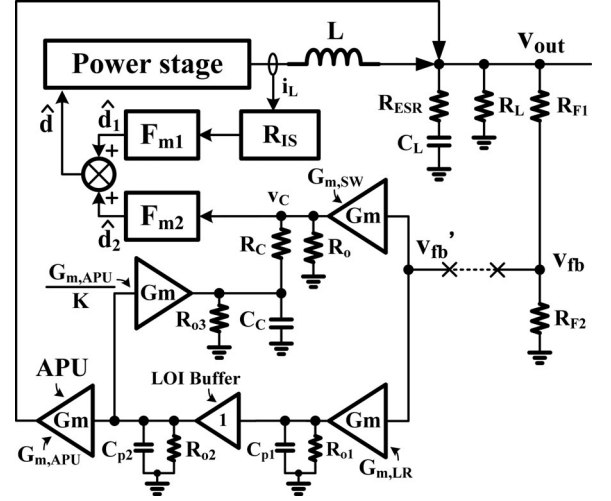 L
v_out
Power stage
i_L
R_ESR
R_L
R_F1
d̂
d̂_1
F_m1
R_IS
C_L
+
+
G_m,SW
d̂_2
F_m2
v_C
Gm
R_C
R_o
v_fb'
v_fb
G_m,APU
K
Gm
R_o3
C_C
R_F2
APU
LOI Buffer
Gm
1
Gm
G_m,APU
C_p2
R_o2
C_p1
R_o1
G_m,LR